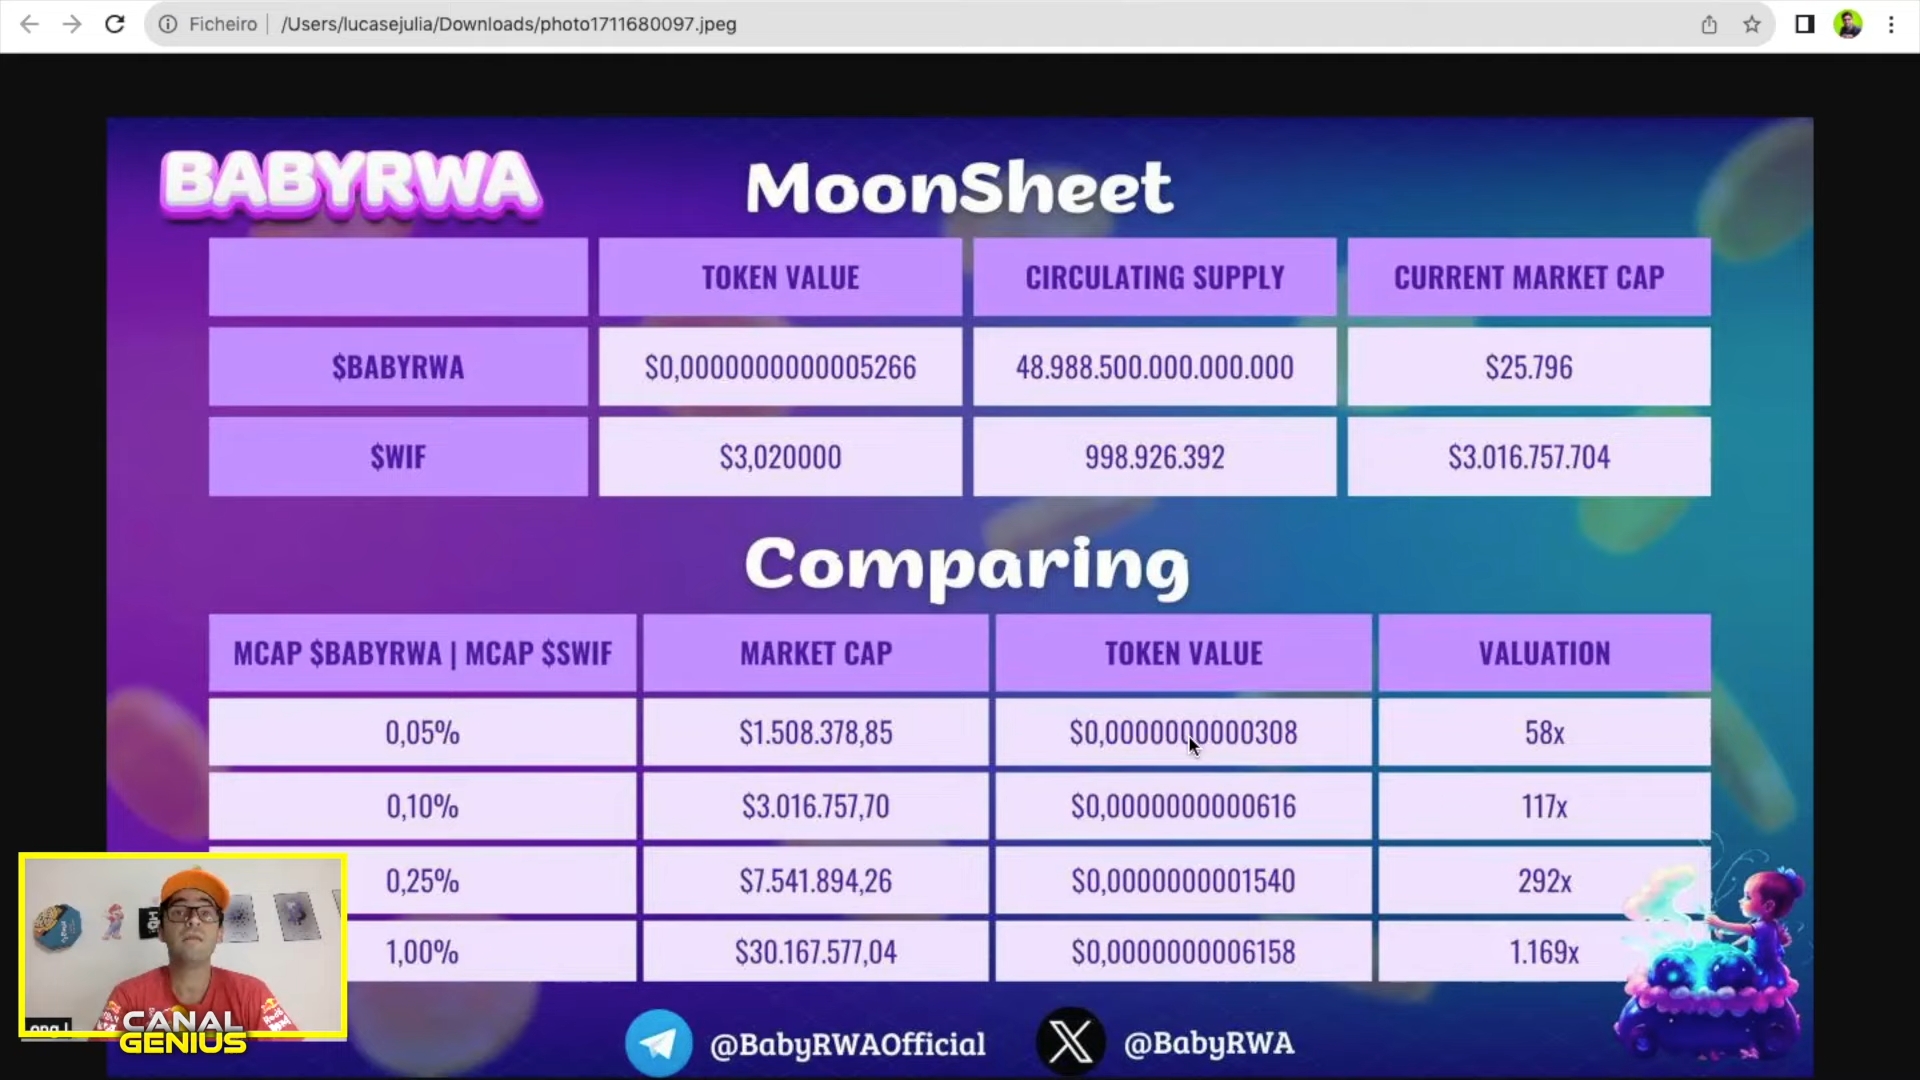 Ficheiro /Users/lucasejulia/Downloads/photo1711680097.jpeg
BABYRWA MoonSheet
TOKEN VALUE CIRCULATING SUPPLY CURRENT MARKET CAP
$BABYRWA $0,0000000000005266 48.988.500.000.000.000 $25.796
$WIF $3,020000 998.926.392 $3.016.757.704
Comparing
MCAP $BABYRWA | MCAP $SWIF MARKET CAP TOKEN VALUE VALUATION
0,05% $1.508.378,85 $0,0000000000308 58x
0,10% $3.016.757,70 $0,0000000000616 117x
0,25% $7.541.894,26 $0,0000000001540 292x
1,00% $30.167.577,04 $0,0000000006158 1.169x
CANAL
GENIUS
@BabyRWAOfficial @BabyRWA